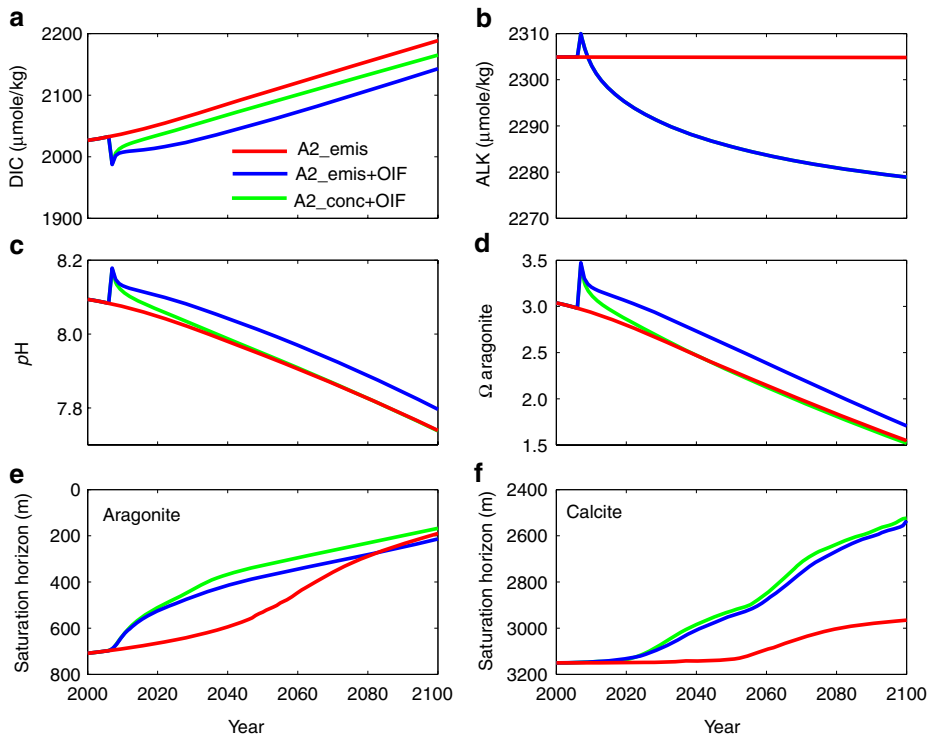 a
2200
2100
2000
1900
DIC (μmole/kg)
A2_emis
A2_emis+OIF
A2_conc+OIF
b
2310
2300
2290
2280
2270
ALK (μmole/kg)
c
8.2
8.0
7.8
pH
d
3.5
3.0
2.5
2.0
1.5
Ω aragonite
e
0
200
400
600
800
Saturation horizon (m)
Aragonite
2000 2020 2040 2060 2080 2100
Year
f
2400
2600
2800
3000
3200
Saturation horizon (m)
Calcite
2000 2020 2040 2060 2080 2100
Year